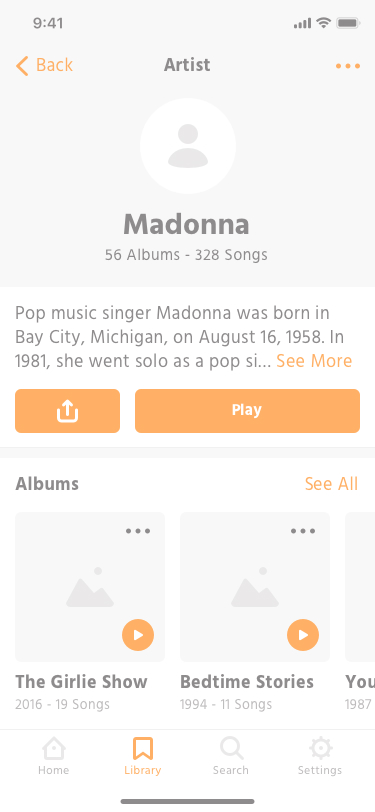 9:41
Back
Artist
Madonna
56 Albums - 328 Songs
Pop music singer Madonna was born in
Bay City, Michigan, on August 16, 1958. In
1981, she went solo as a pop si... See More
Play
Albums
See All
The Girlie Show
Bedtime Stories
You
2016 - 19 Songs
1994 - 11 Songs
1987
Home
Library
Search
Settings